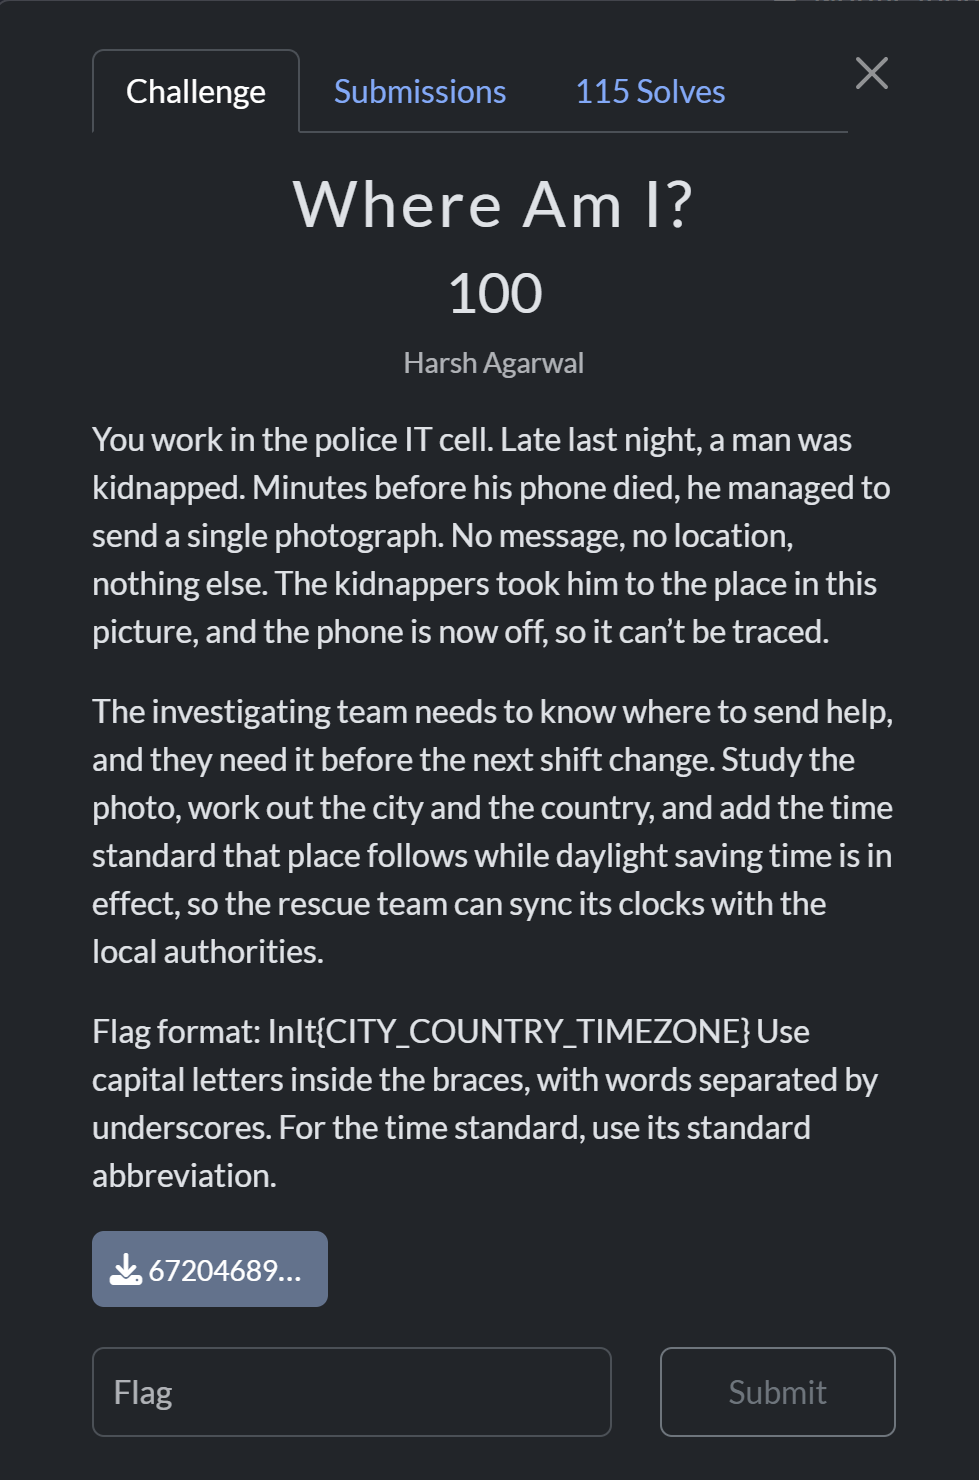 Challenge
Submissions
115 Solves
Where Am I?
100
Harsh Agarwal
You work in the police IT cell. Late last night, a man was
kidnapped. Minutes before his phone died, he managed to
send a single photograph. No message, no location,
nothing else. The kidnappers took him to the place in this
picture, and the phone is now off, so it can’t be traced.
The investigating team needs to know where to send help,
and they need it before the next shift change. Study the
photo, work out the city and the country, and add the time
standard that place follows while daylight saving time is in
effect, so the rescue team can sync its clocks with the
local authorities.
Flag format: InIt{CITY_COUNTRY_TIMEZONE} Use
capital letters inside the braces, with words separated by
underscores. For the time standard, use its standard
abbreviation.
67204689...
Flag
Submit